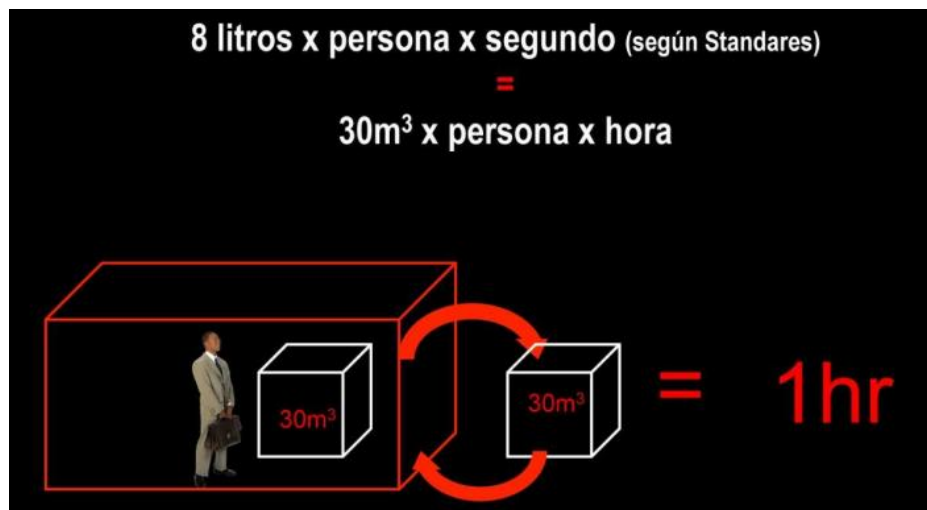 8 litros x persona x segundo (según Standares)
=
30m³ x persona x hora
30m³
30m³
= 1hr